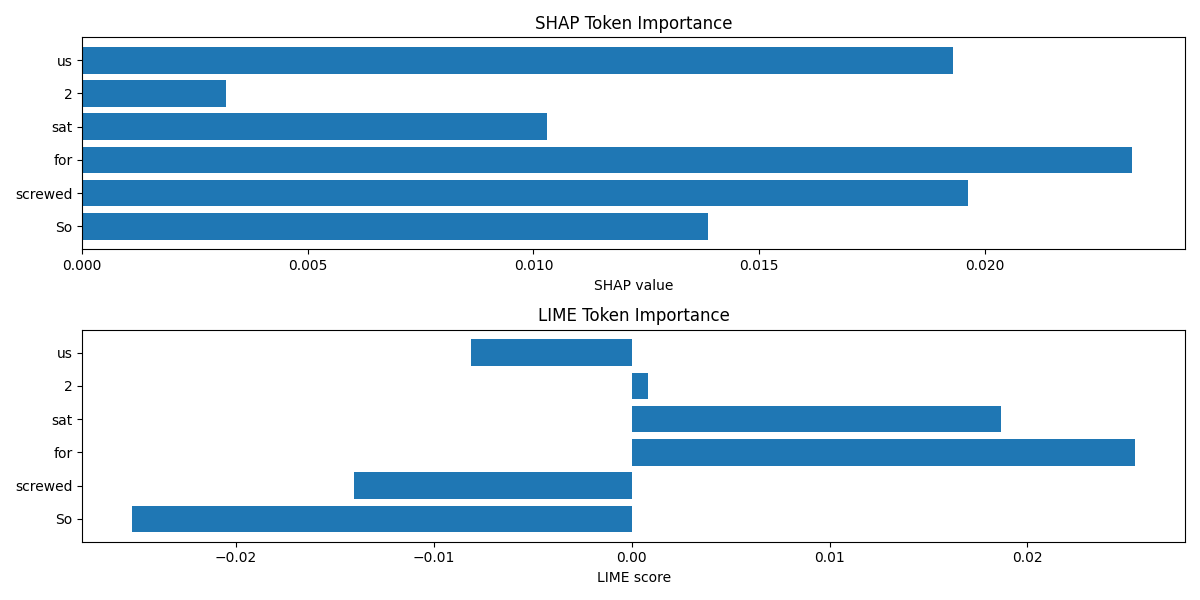 SHAP Token Importance
us
2
sat
for
screwed
So
0.000 0.005 0.010 0.015 0.020
SHAP value
LIME Token Importance
us
2
sat
for
screwed
So
−0.02 −0.01 0.00 0.01 0.02
LIME score